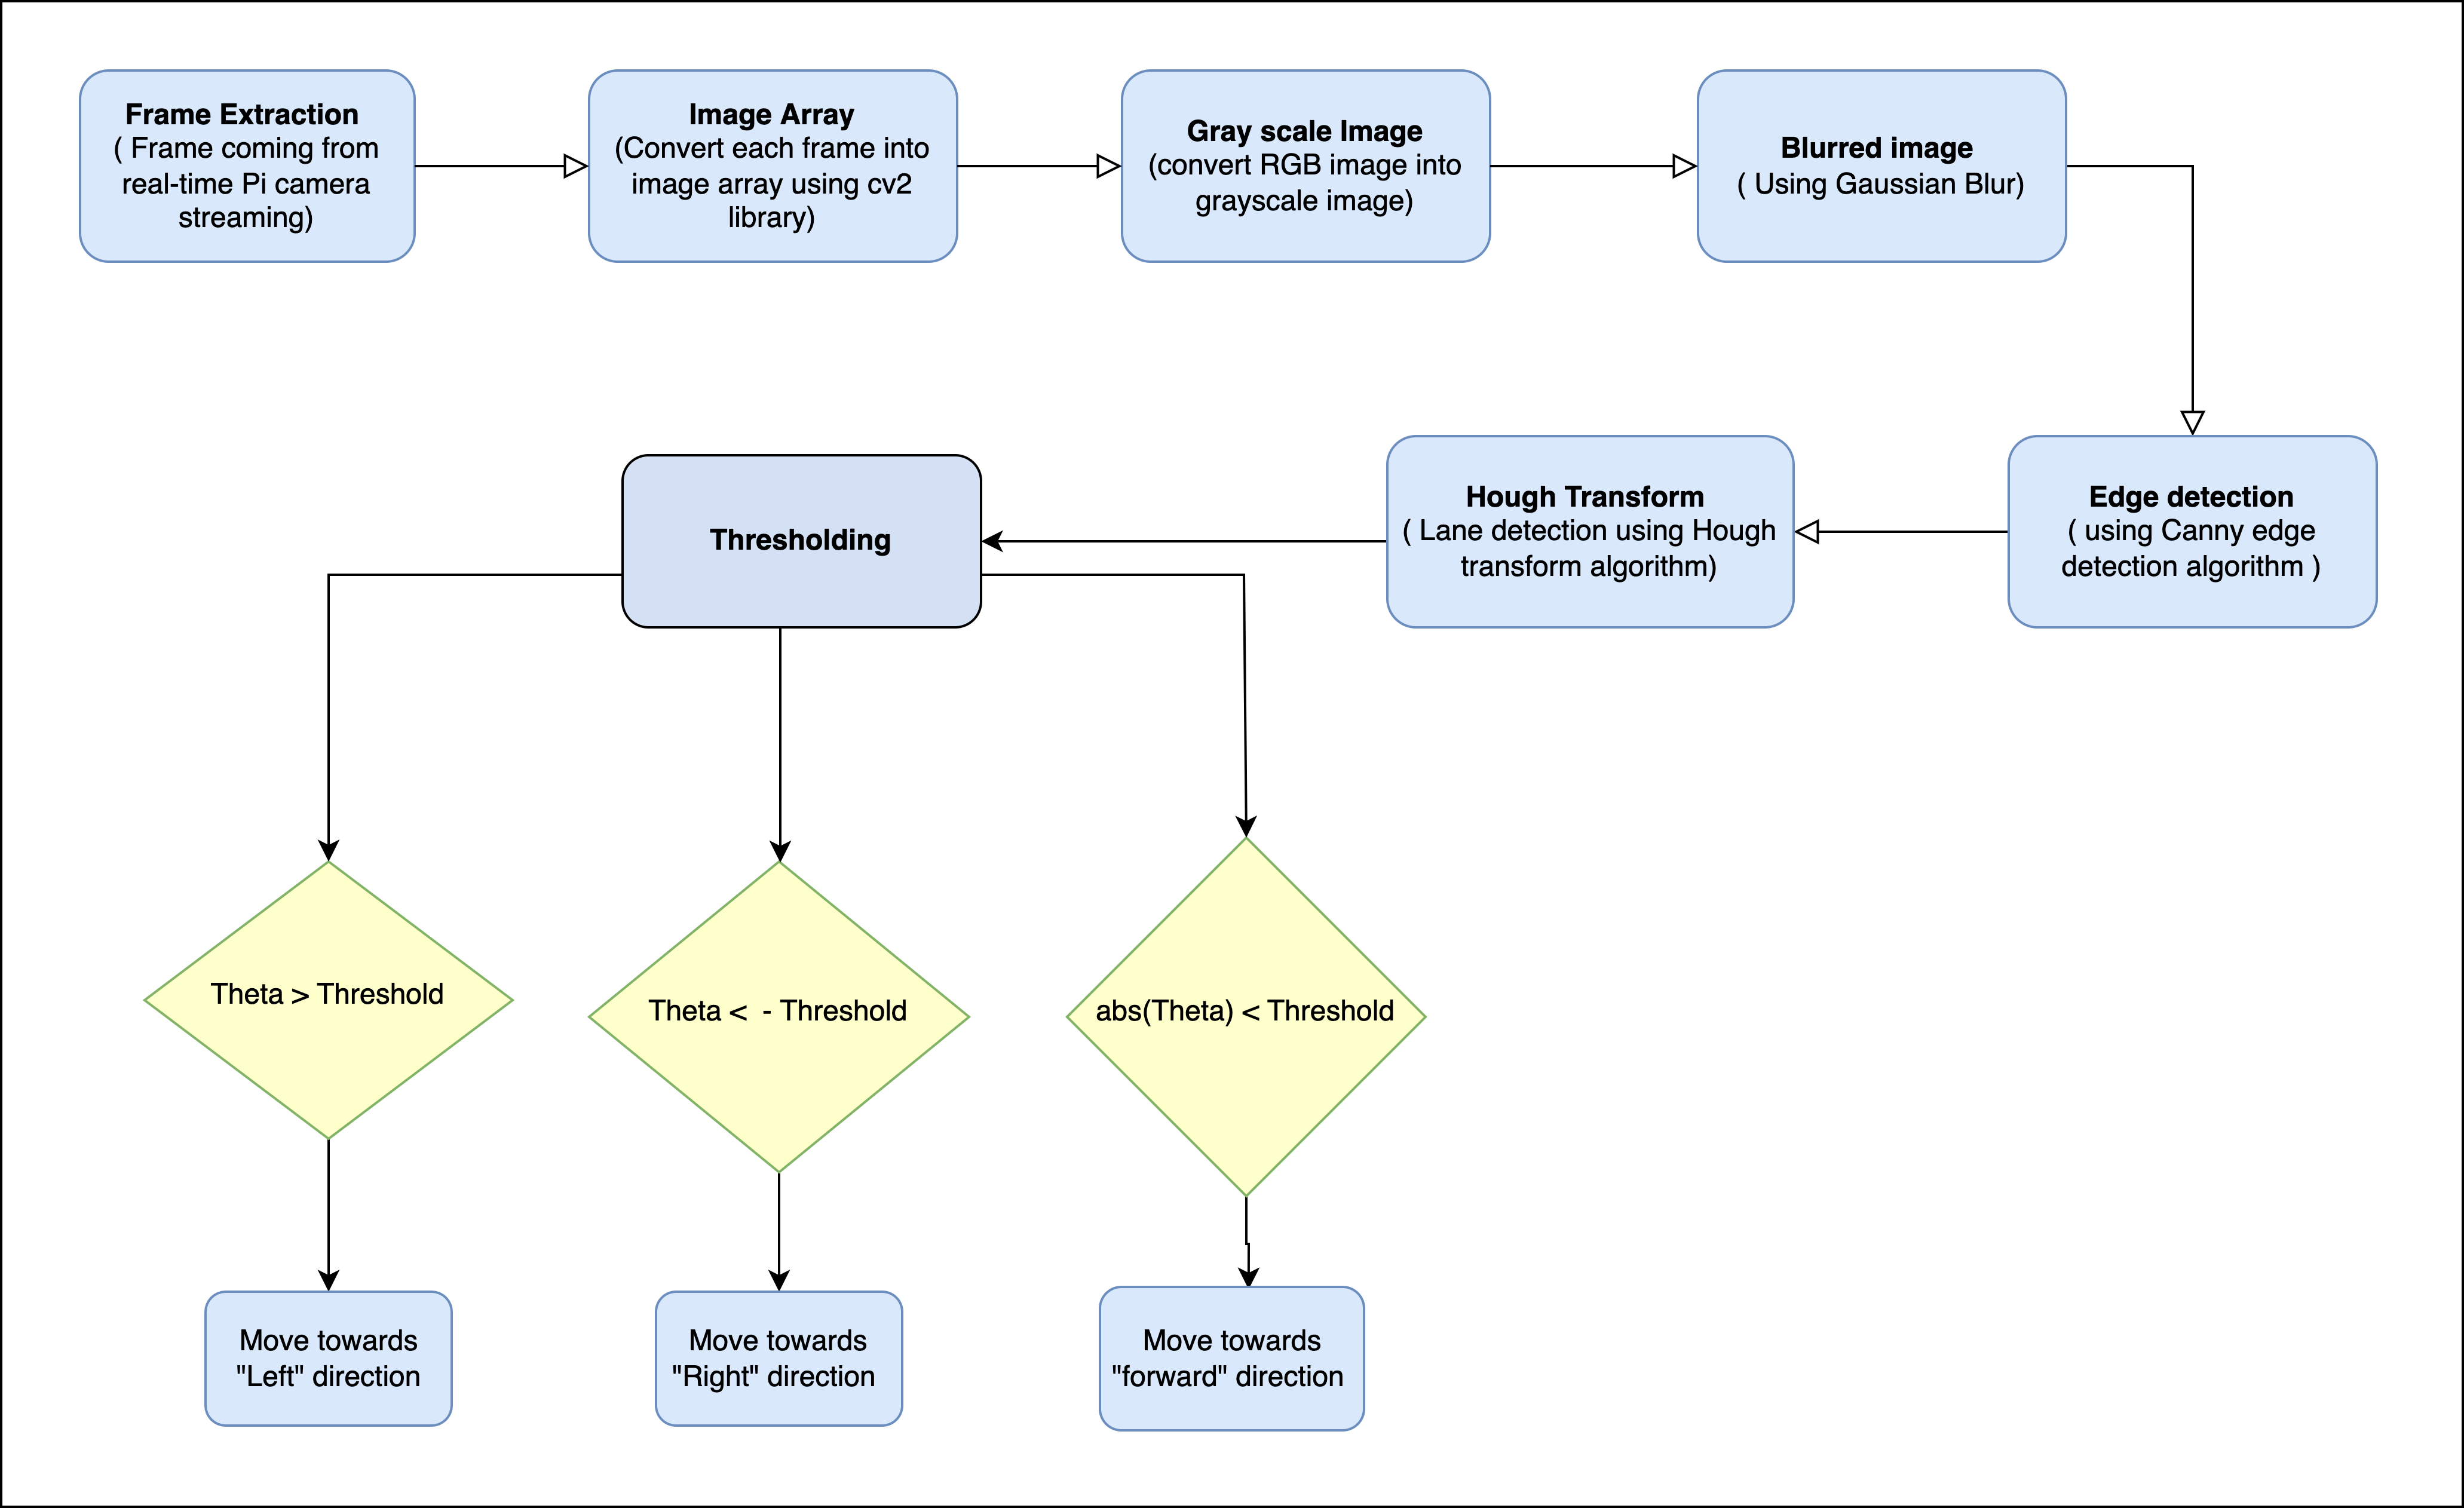 Frame Extraction
( Frame coming from
real-time Pi camera
streaming)
Image Array
(Convert each frame into
image array using cv2
library)
Gray scale Image
(convert RGB image into
grayscale image)
Blurred image
( Using Gaussian Blur)
Edge detection
( using Canny edge
detection algorithm )
Hough Transform
( Lane detection using Hough
transform algorithm)
Thresholding
Theta > Threshold
Theta <  - Threshold
abs(Theta) < Threshold
Move towards
"Left" direction
Move towards
"Right" direction
Move towards
"forward" direction